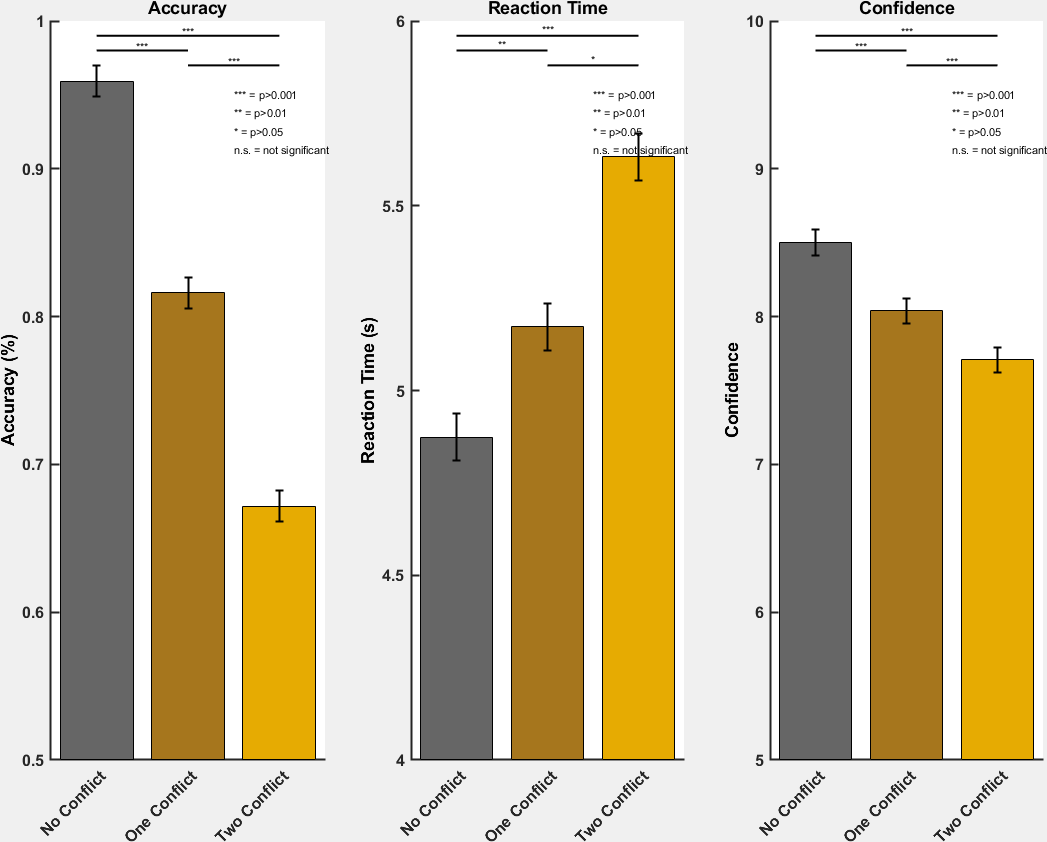 Accuracy
1
0.9
0.8
0.7
0.6
0.5
Accuracy (%)
***
***
***
*** = p>0.001
** = p>0.01
* = p>0.05
n.s. = not significant
No Conflict
One Conflict
Two Conflict
Reaction Time
6
5.5
5
4.5
4
Reaction Time (s)
***
**
*
*** = p>0.001
** = p>0.01
* = p>0.05
n.s. = not significant
No Conflict
One Conflict
Two Conflict
Confidence
10
9
8
7
6
5
Confidence
***
***
***
*** = p>0.001
** = p>0.01
* = p>0.05
n.s. = not significant
No Conflict
One Conflict
Two Conflict